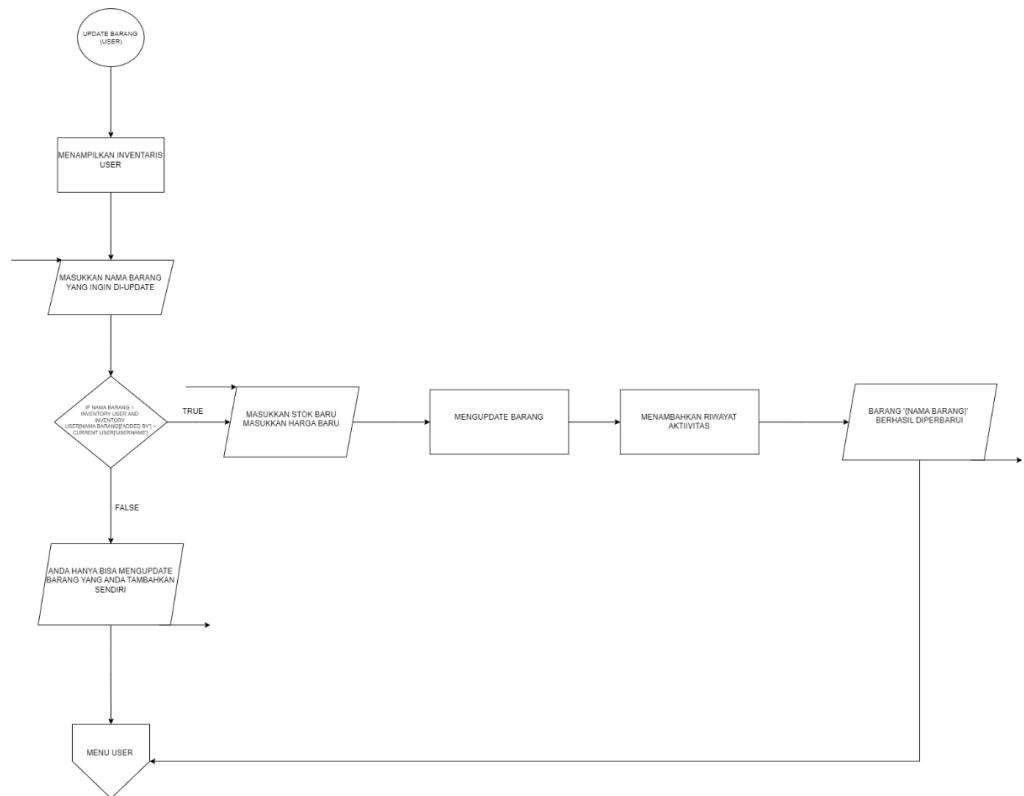 UPDATE BARANG
(USER)
MENAMPILKAN INVENTARIS
USER
MASUKKAN NAMA BARANG
YANG INGIN DI-UPDATE
IF NAMA BARANG =
INVENTORY USER AND
INVENTORY
USER[NAMA BARANG]['ADDED BY'] =
CURRENT USER['USERNAME']
TRUE
MASUKKAN STOK BARU
MASUKKAN HARGA BARU
MENGUPDATE BARANG
MENAMBAHKAN RIWAYAT
AKTIIVITAS
BARANG '{NAMA BARANG}'
BERHASIL DIPERBARUI
FALSE
ANDA HANYA BISA MENGUPDATE
BARANG YANG ANDA TAMBAHKAN
SENDIRI
MENU USER